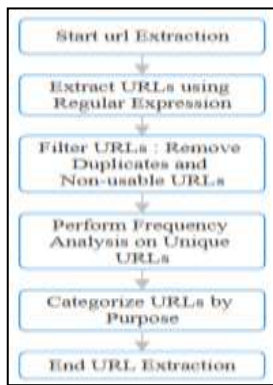 Start url Extraction
Extract URLs using
Regular Expression
Filter URLs : Remove
Duplicates and
Non-usable URLs
Perform Frequency
Analysis on Unique
URLs
Categorize URLs by
Purpose
End URL Extraction